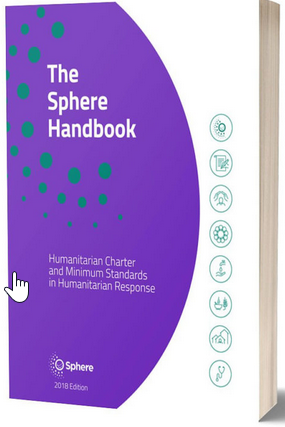 The
Sphere
Handbook
Humanitarian Charter
and Minimum Standards
in Humanitarian Response
Sphere
2018 Edition